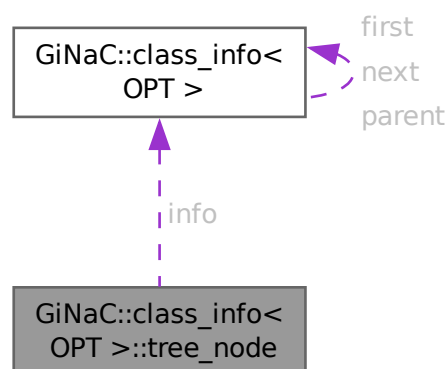 GiNaC::class_info<
OPT >
first
next
parent
info
GiNaC::class_info<
OPT >::tree_node